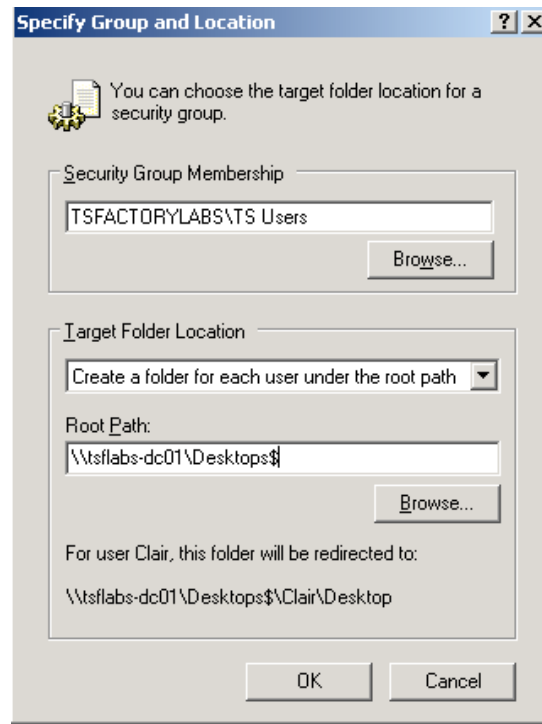 Specify Group and Location
You can choose the target folder location for a
security group.
Security Group Membership
TSFACTORYLABS\TS Users
Browse...
Target Folder Location
Create a folder for each user under the root path
Root Path:
\\tsflabs-dc01\Desktops$
Browse...
For user Clair, this folder will be redirected to:
\\tsflabs-dc01\Desktops$\Clair\Desktop
OK Cancel